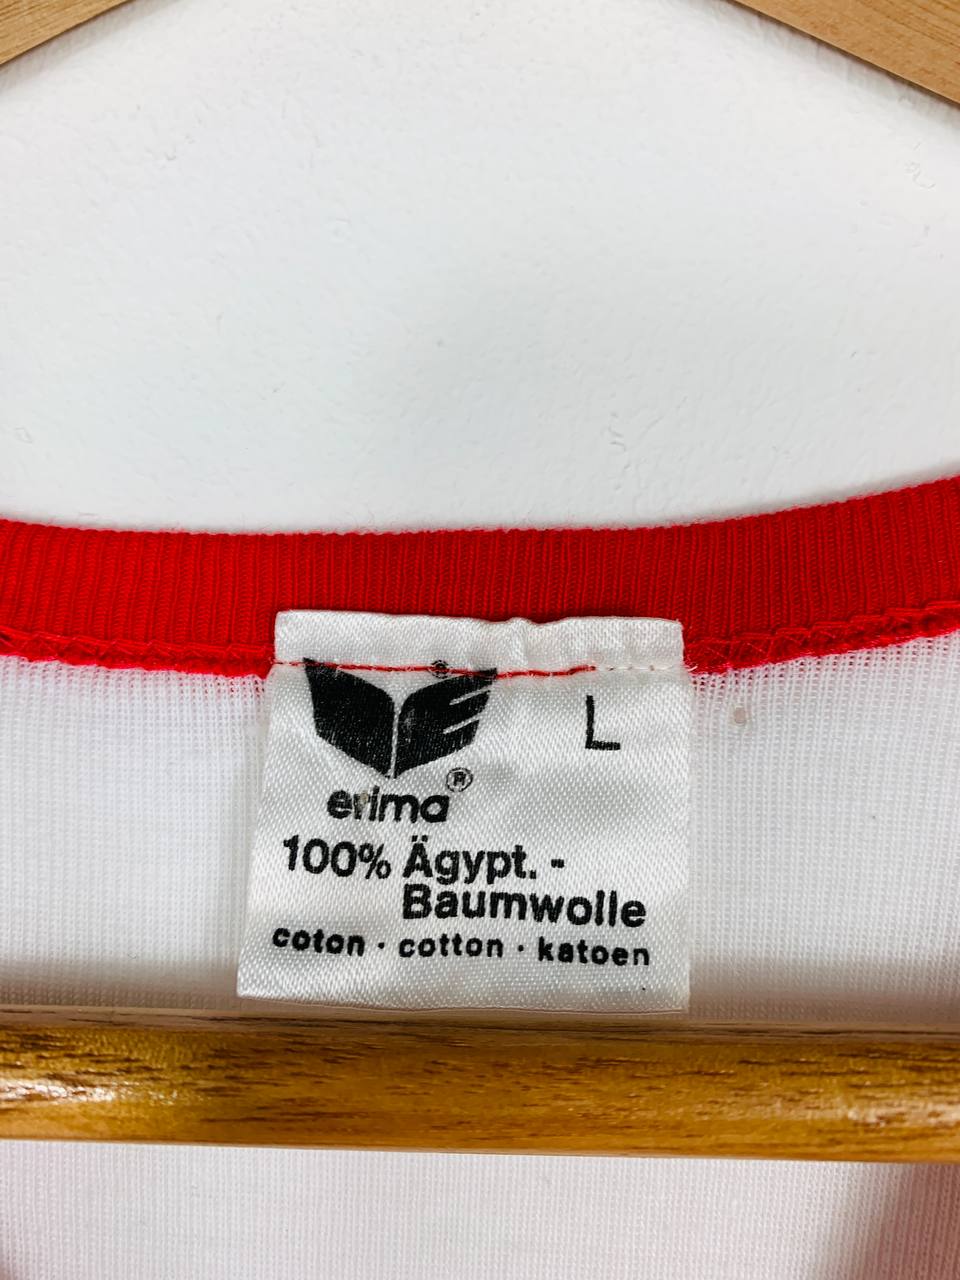 L
erima®
100% Ägypt. -
Baumwolle
coton · cotton · katoen